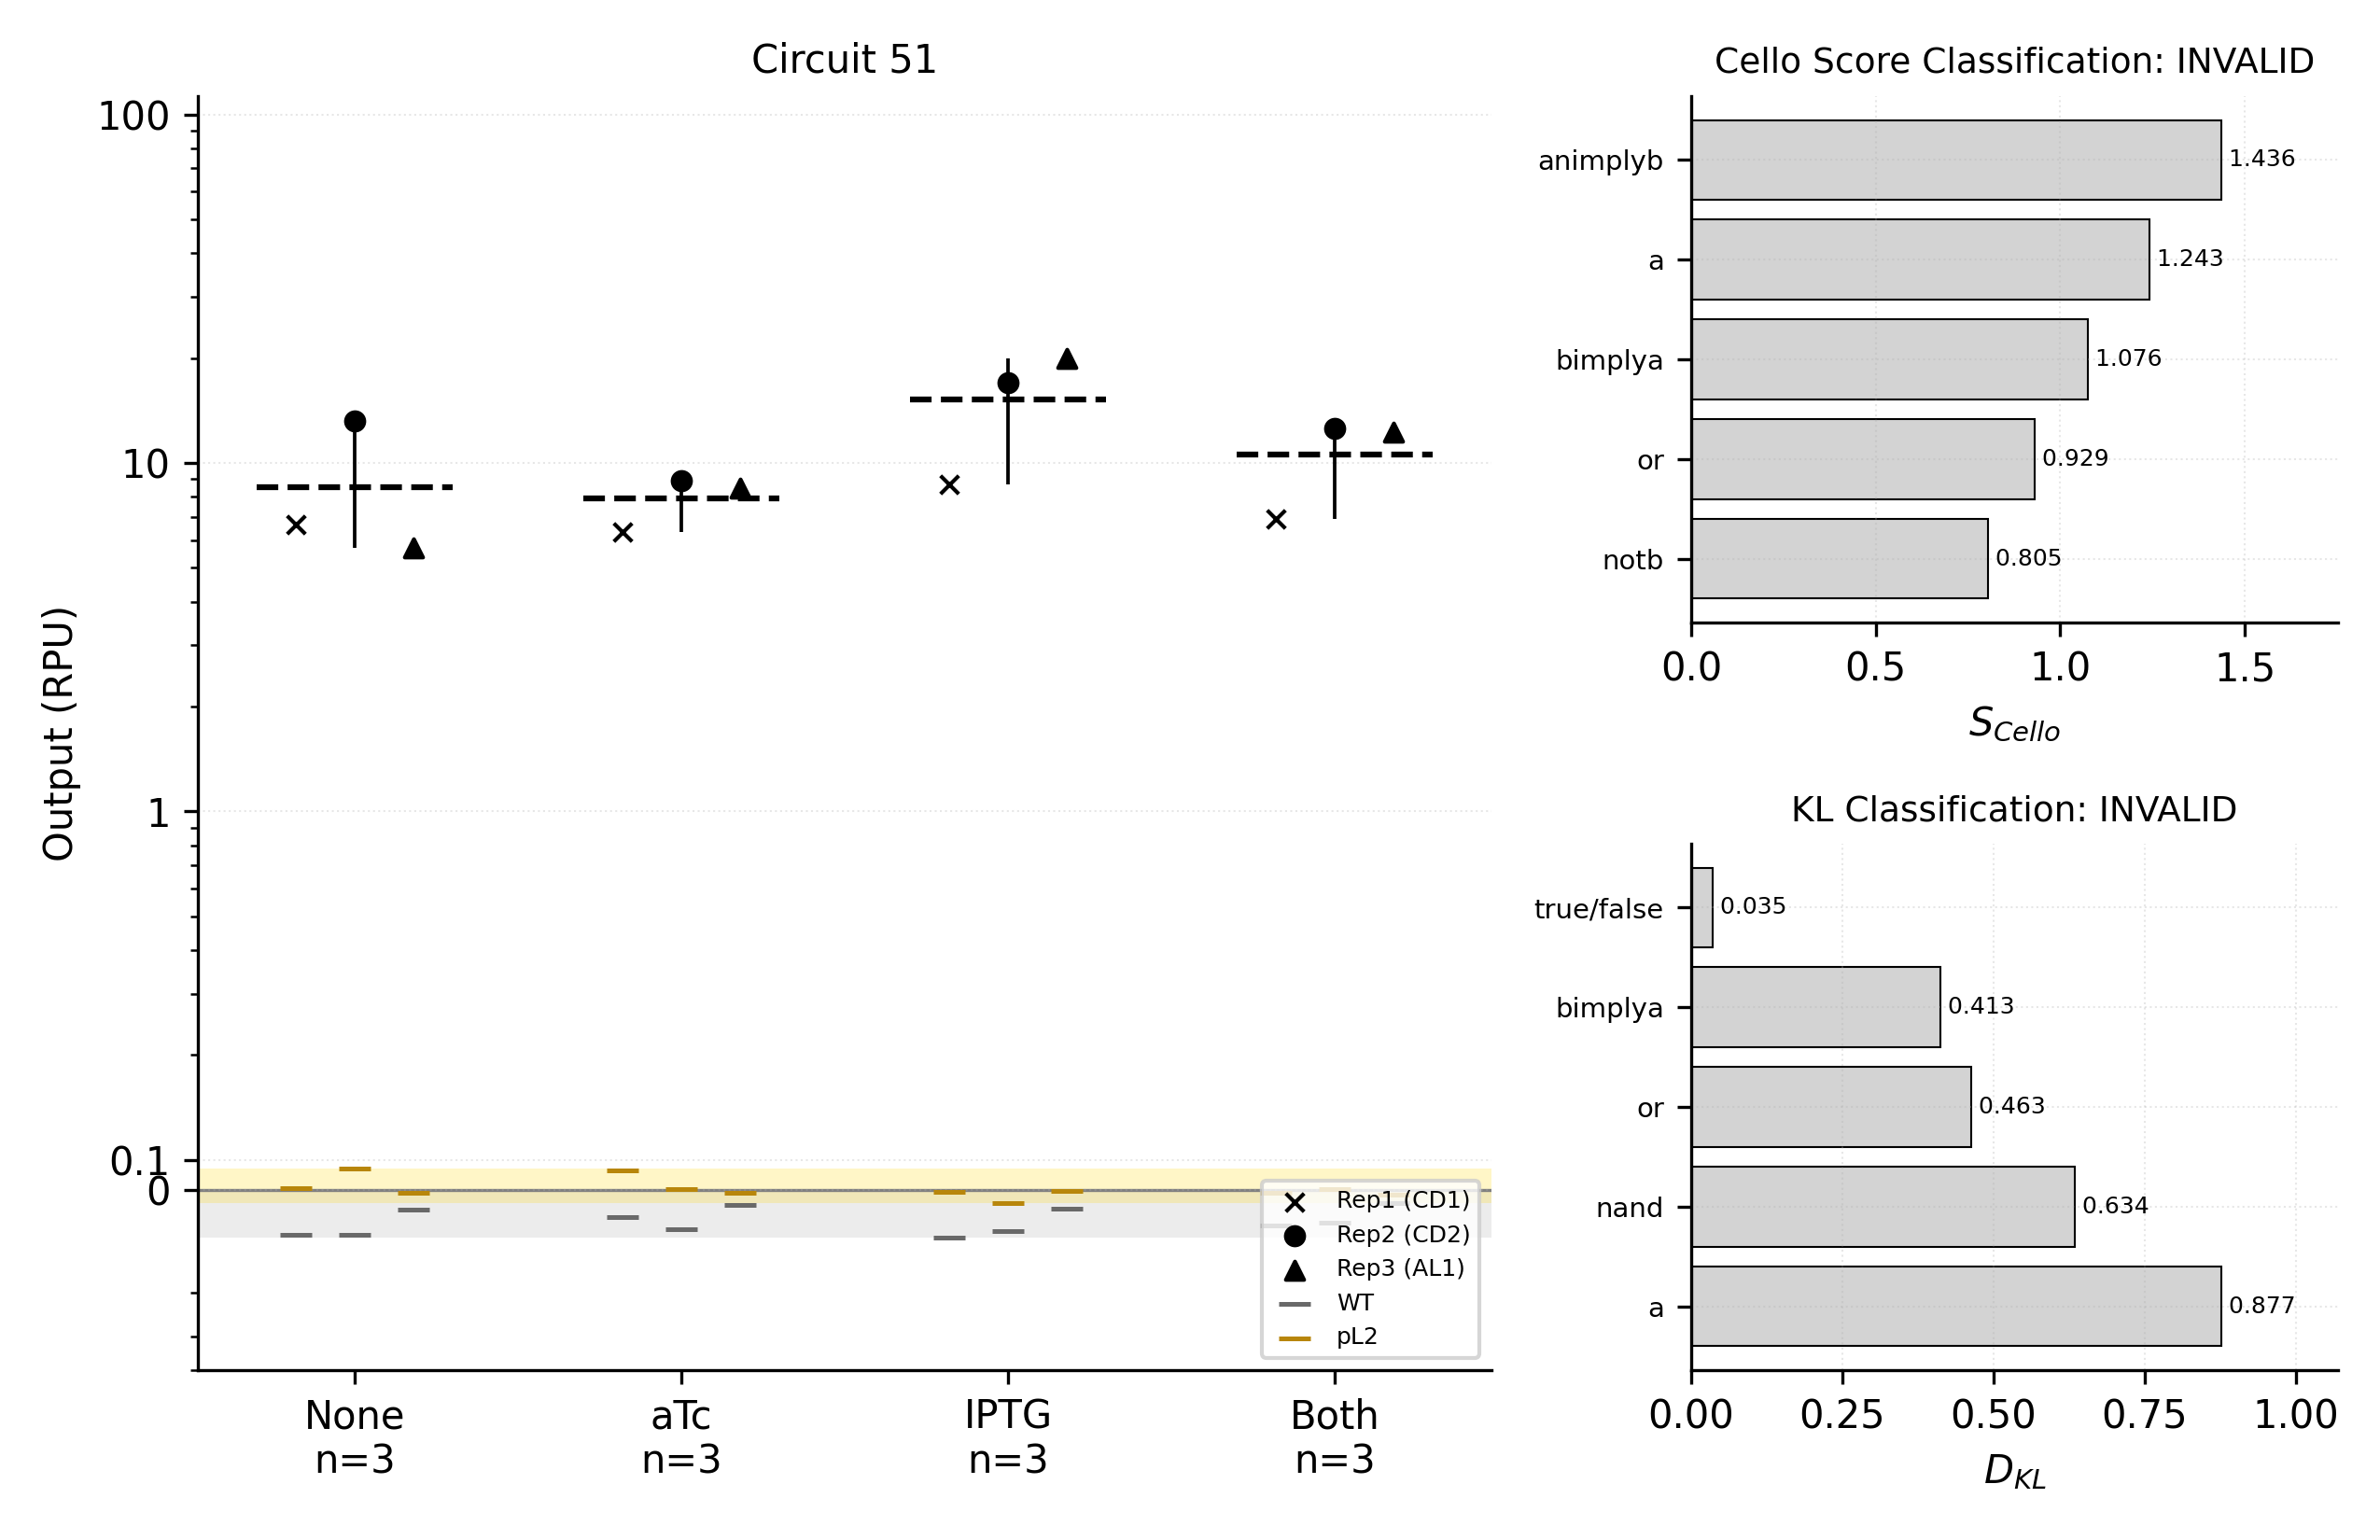 Circuit 51
Output (RPU)
100
10
1
0.1
0
None
n=3
aTc
n=3
IPTG
n=3
Both
n=3
Rep1 (CD1)
Rep2 (CD2)
Rep3 (AL1)
WT
pL2
Cello Score Classification: INVALID
animplyb
1.436
a
1.243
bimplya
1.076
or
0.929
notb
0.805
0.0
0.5
1.0
1.5
S_Cello
KL Classification: INVALID
true/false
0.035
bimplya
0.413
or
0.463
nand
0.634
a
0.877
0.00
0.25
0.50
0.75
1.00
D_KL